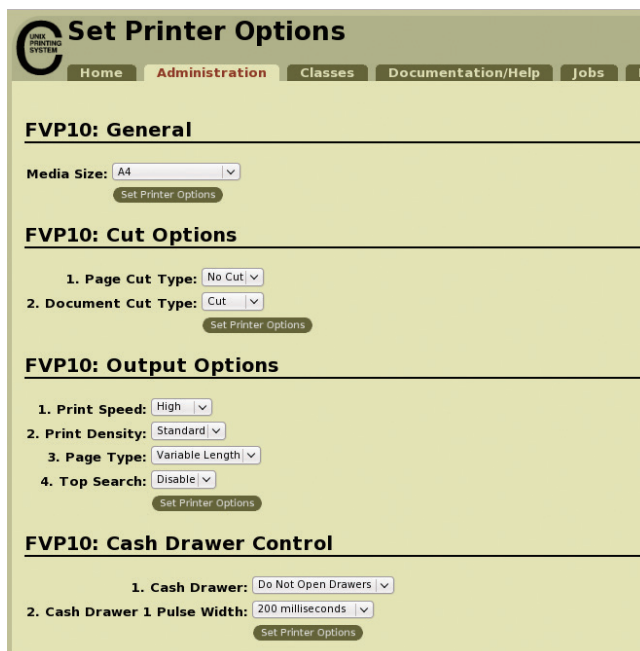 UNIX
PRINTING
SYSTEM
Set Printer Options
Home Administration Classes Documentation/Help Jobs
FVP10: General
Media Size: A4
Set Printer Options
FVP10: Cut Options
1. Page Cut Type: No Cut
2. Document Cut Type: Cut
Set Printer Options
FVP10: Output Options
1. Print Speed: High
2. Print Density: Standard
3. Page Type: Variable Length
4. Top Search: Disable
Set Printer Options
FVP10: Cash Drawer Control
1. Cash Drawer: Do Not Open Drawers
2. Cash Drawer 1 Pulse Width: 200 milliseconds
Set Printer Options